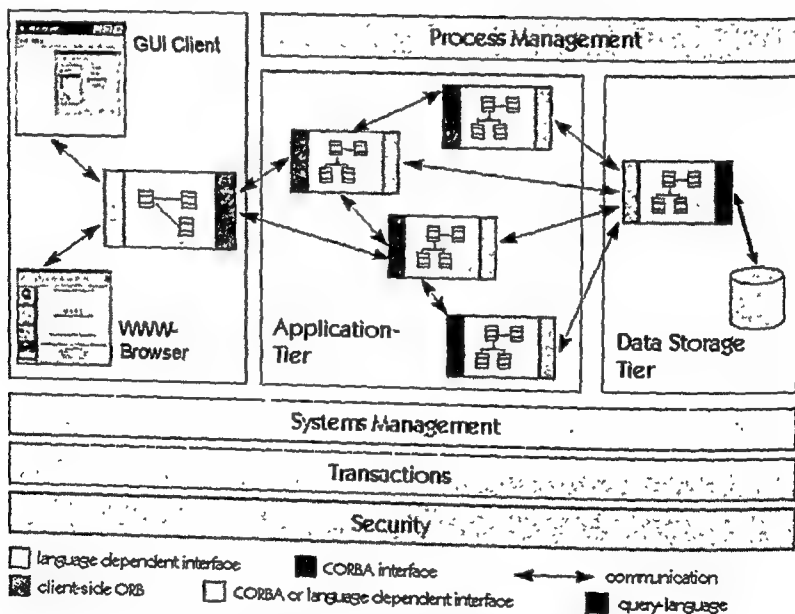 GUI Client
Process Management
WWW-
Browser
Application-
Tier
Data Storage
Tier
Systems Management
Transactions
Security
language dependent interface
CORBA interface
communication
client-side ORB
CORBA or language dependent interface
query-language